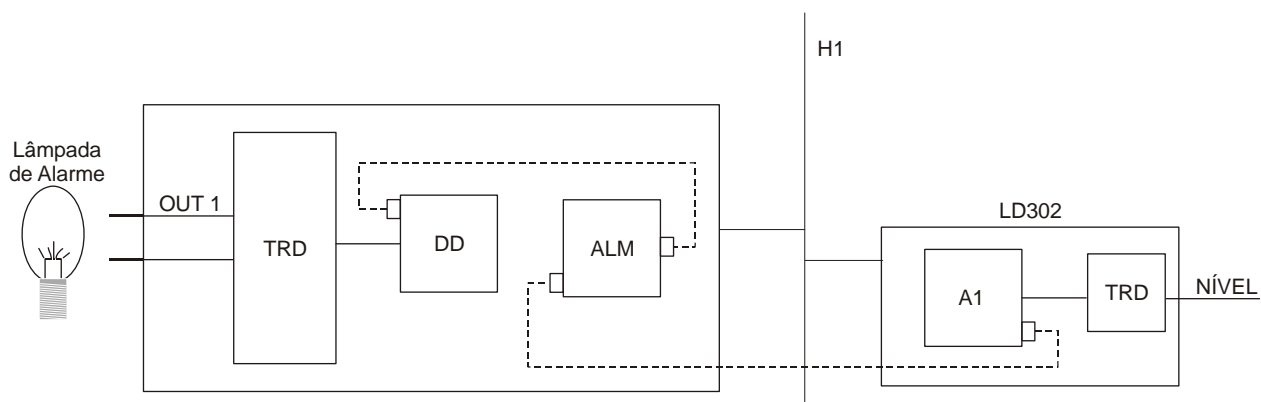 H1
Lâmpada
de Alarme
OUT 1
TRD
DD
ALM
LD302
A1
TRD
NÍVEL